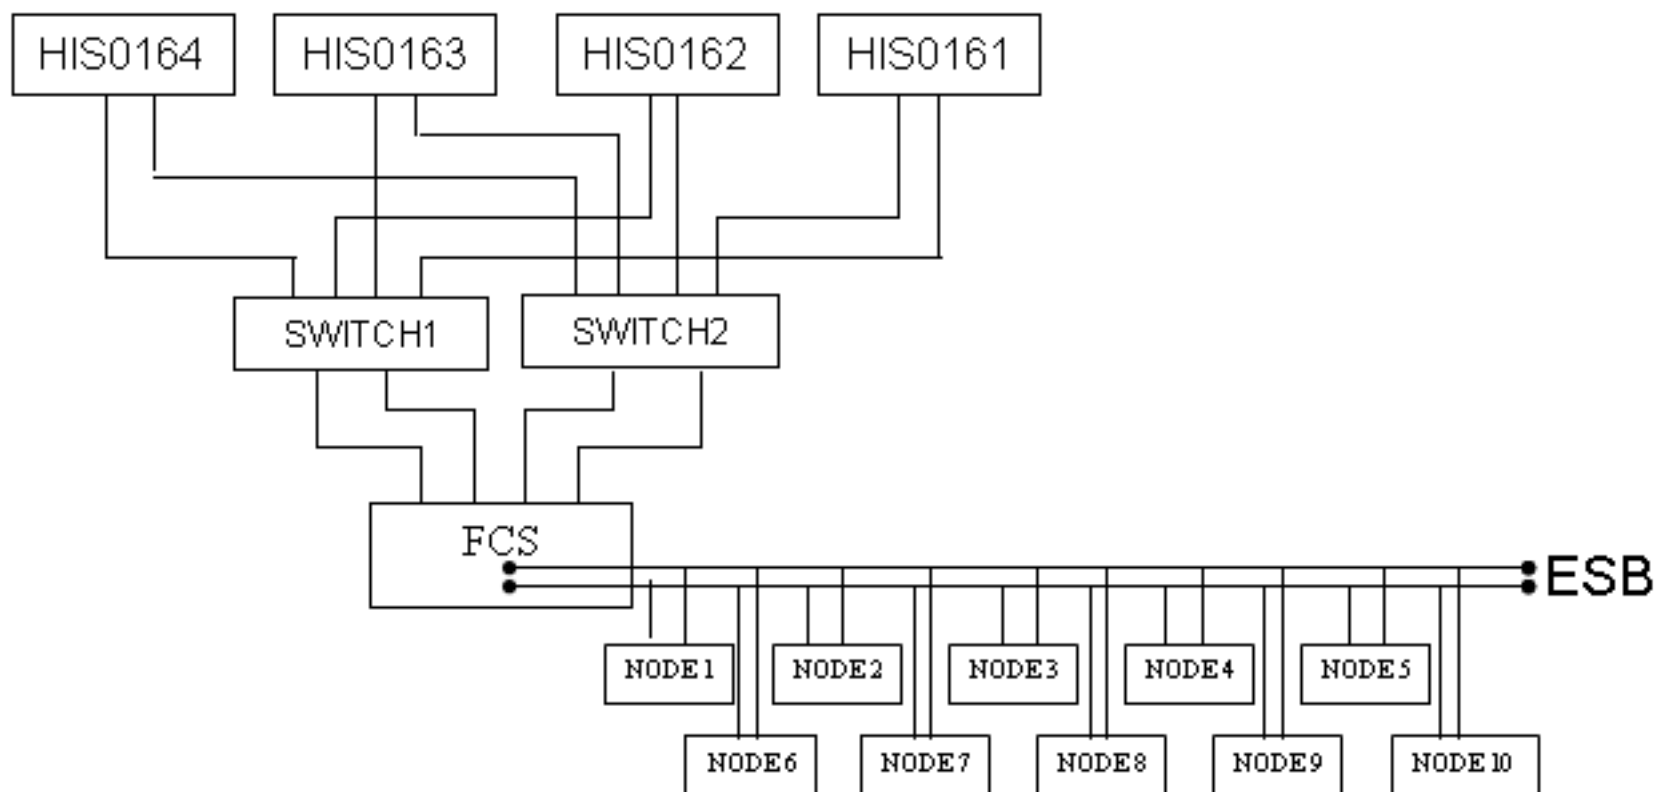 HIS0164
HIS0163
HIS0162
HIS0161
SWITCH1
SWITCH2
FCS
ESB
NODE1
NODE2
NODE3
NODE4
NODE5
NODE6
NODE7
NODE8
NODE9
NODE10